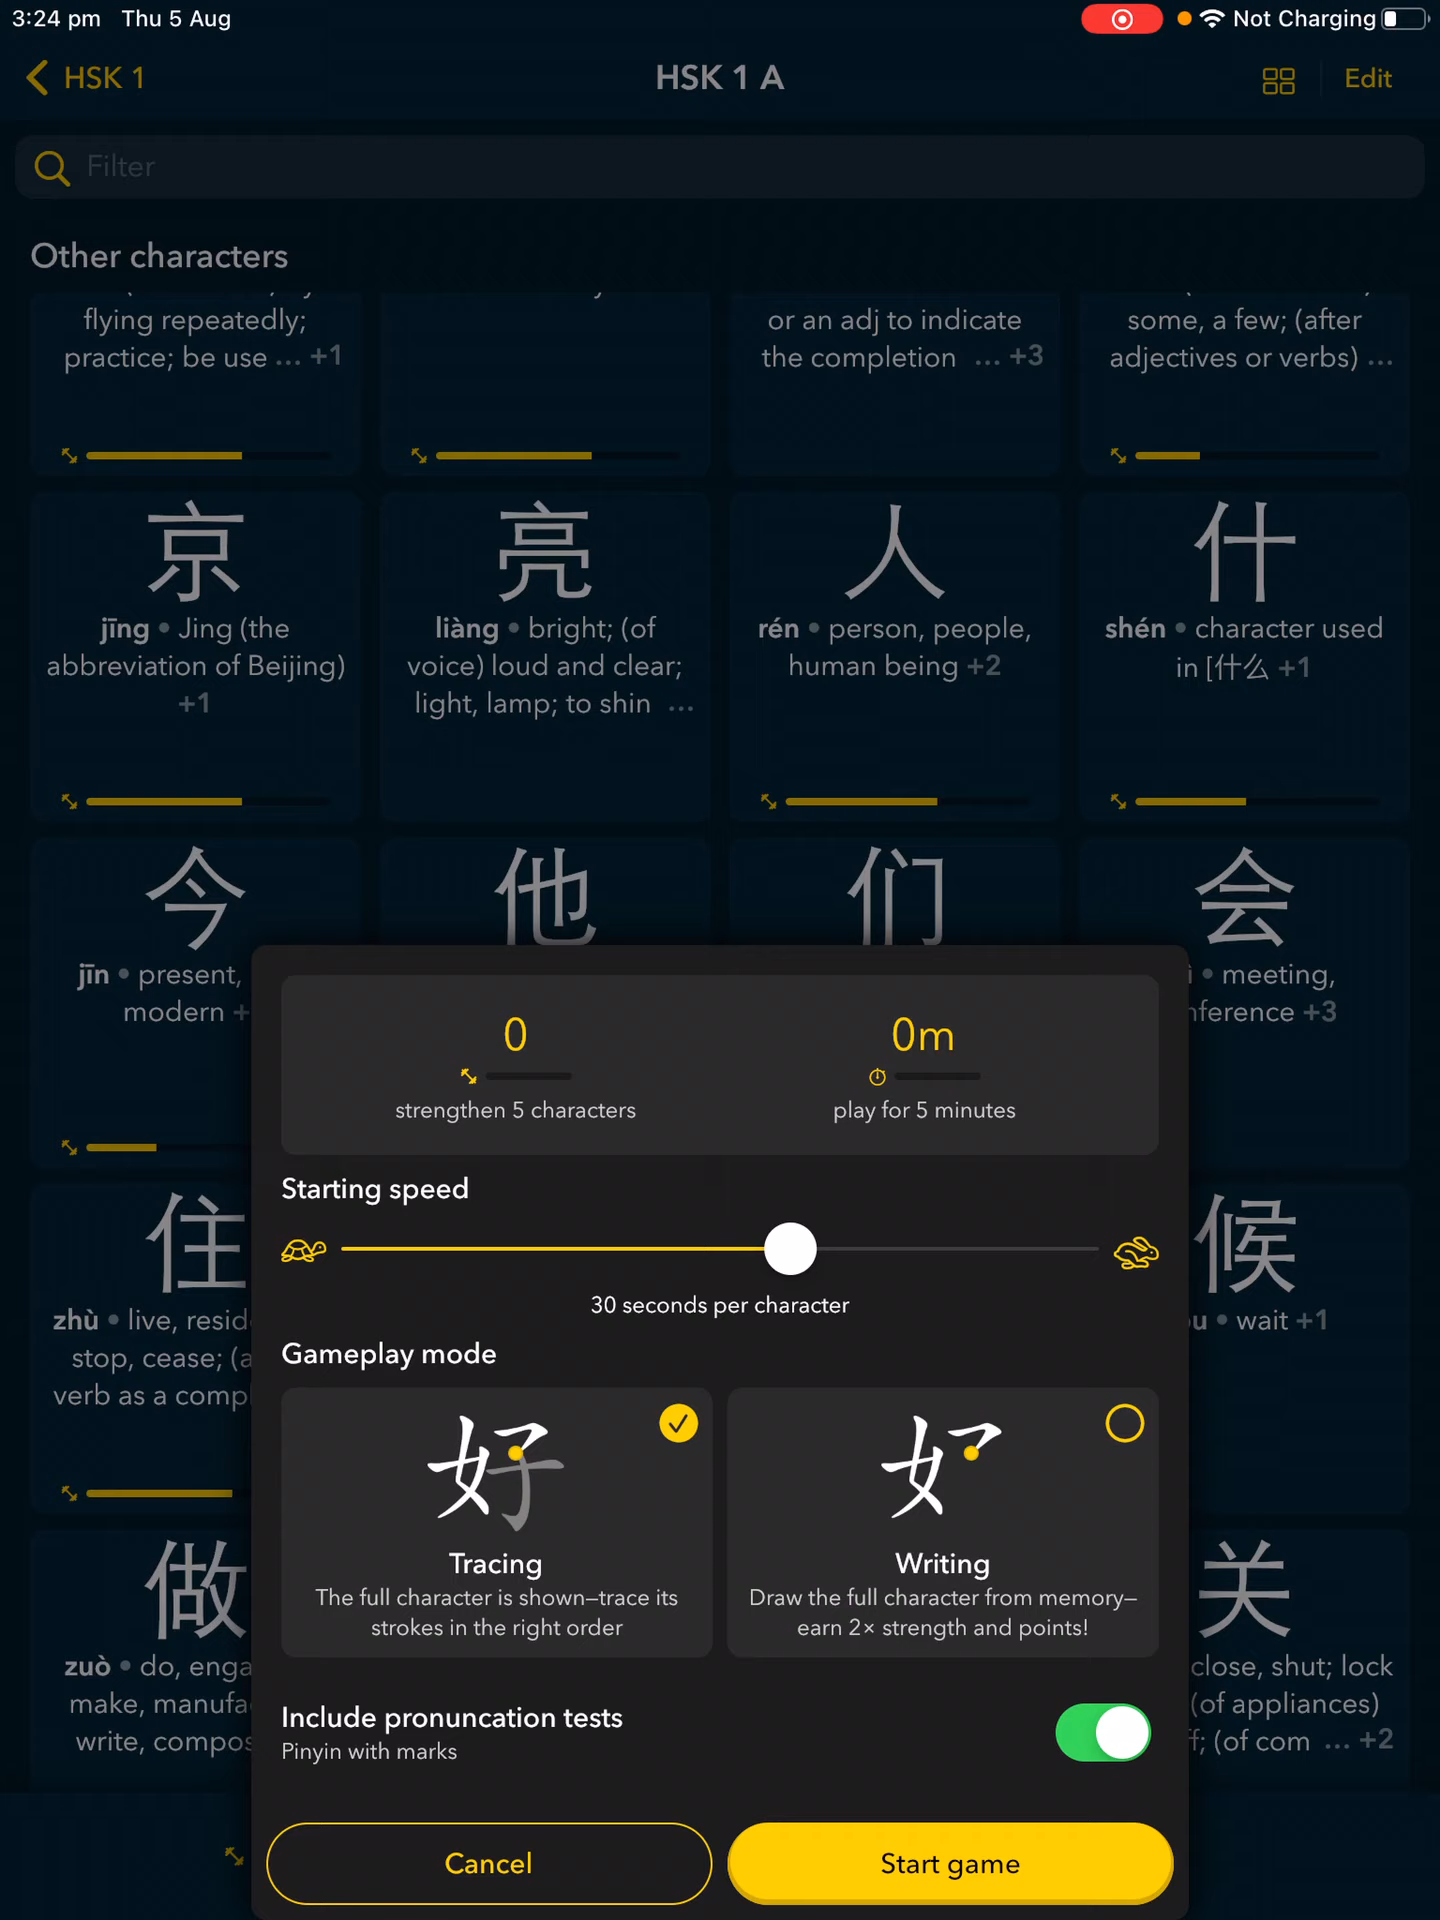 3:24 pm Thu 5 Aug
Not Charging
HSK 1
HSK 1 A
Edit
Filter
Other characters
flying repeatedly;
practice; be use ... +1
or an adj to indicate
the completion ... +3
some, a few; (after
adjectives or verbs) ...
京
jīng • Jing (the
abbreviation of Beijing)
+1
亮
liàng • bright; (of
voice) loud and clear;
light, lamp; to shin ...
人
rén • person, people,
human being +2
什
shén • character used
in [什么 +1
今
jīn • present,
modern +
他
们
会
• meeting,
+3
住
zhù • live,
stop, cease;
verb as a
候
• wait +1
做
zuò • do,
make,
write,
关
close, shut; lock
(of appliances)
(of com ... +2
0
strengthen 5 characters
0m
play for 5 minutes
Starting speed
30 seconds per character
Gameplay mode
好
Tracing
The full character is shown—trace its
strokes in the right order
Writing
Draw the full character from memory—
earn 2× strength and points!
Include pronuncation tests
Pinyin with marks
Cancel
Start game